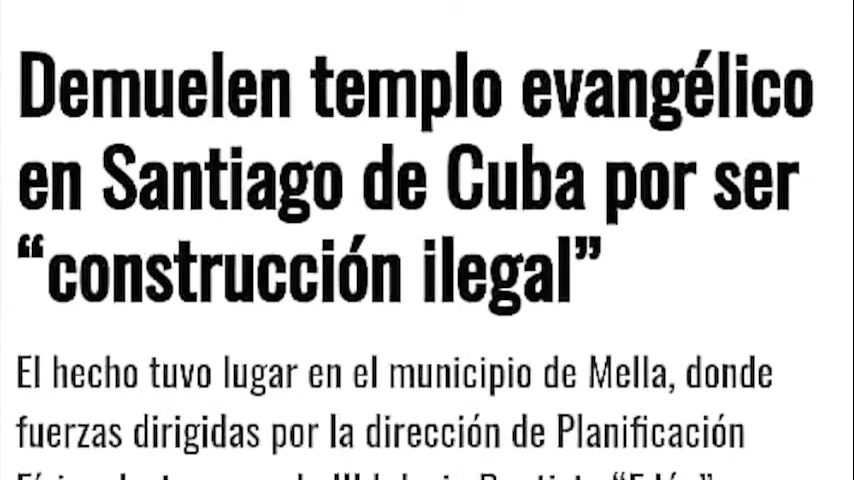 Demuelen templo evangélico
en Santiago de Cuba por ser
“construcción ilegal”
El hecho tuvo lugar en el municipio de Mella, donde
fuerzas dirigidas por la dirección de Planificación